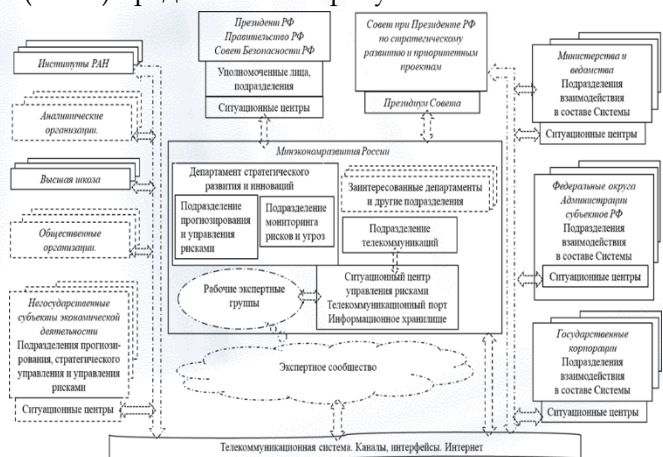 Президент РФ
Правительство РФ
Совет Безопасности РФ
Уполномоченные лица,
подразделения
Ситуационные центры
Совет при Президенте РФ
по стратегическому
развитию и приоритетным
проектам
Президиум Совета
Институты РАН
Аналитические
организации.
Высшая школа
Общественные
организации.
Негосударственные
субъекты экономической
деятельности
Подразделения прогнози-
рования, стратегического
управления и управления
рисками
Ситуационные центры
Минэкономразвития России
Департамент стратегического
развития и инноваций
Подразделение
прогнозирования
и управления
рисками
Подразделение
мониторинга
рисков и угроз
Заинтересованные департаменты
и другие подразделения
Подразделение
телекоммуникаций
Рабочие экспертные
группы
Ситуационный центр
управления рисками
Телекоммуникационный порт
Информационное хранилище
Экспертное сообщество
Министерства и
ведомства
Подразделения
взаимодействия
в составе Системы
Ситуационные центры
Федеральные округа
Администрации
субъектов РФ
Подразделения
взаимодействия
в составе Системы
Ситуационные центры
Государственные
корпорации
Подразделения
взаимодействия
в составе Системы
Ситуационные центры
Телекоммуникационная система. Каналы, интерфейсы. Интернет